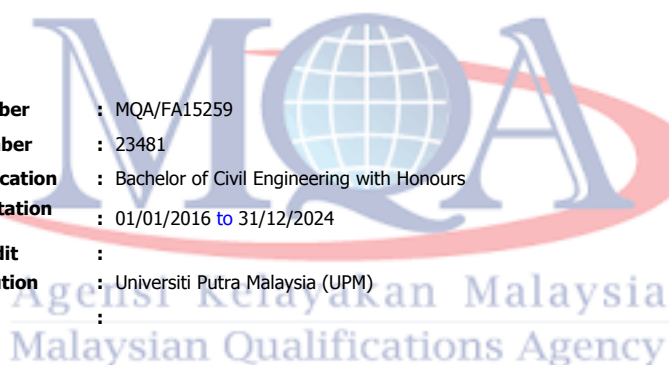 MQA
ber : MQA/FA15259
ber : 23481
cation : Bachelor of Civil Engineering with Honours
tation : 01/01/2016 to 31/12/2024
dit :
tion : Universiti Putra Malaysia (UPM)
:
Agensi Kelayakan Malaysia
Malaysian Qualifications Agency